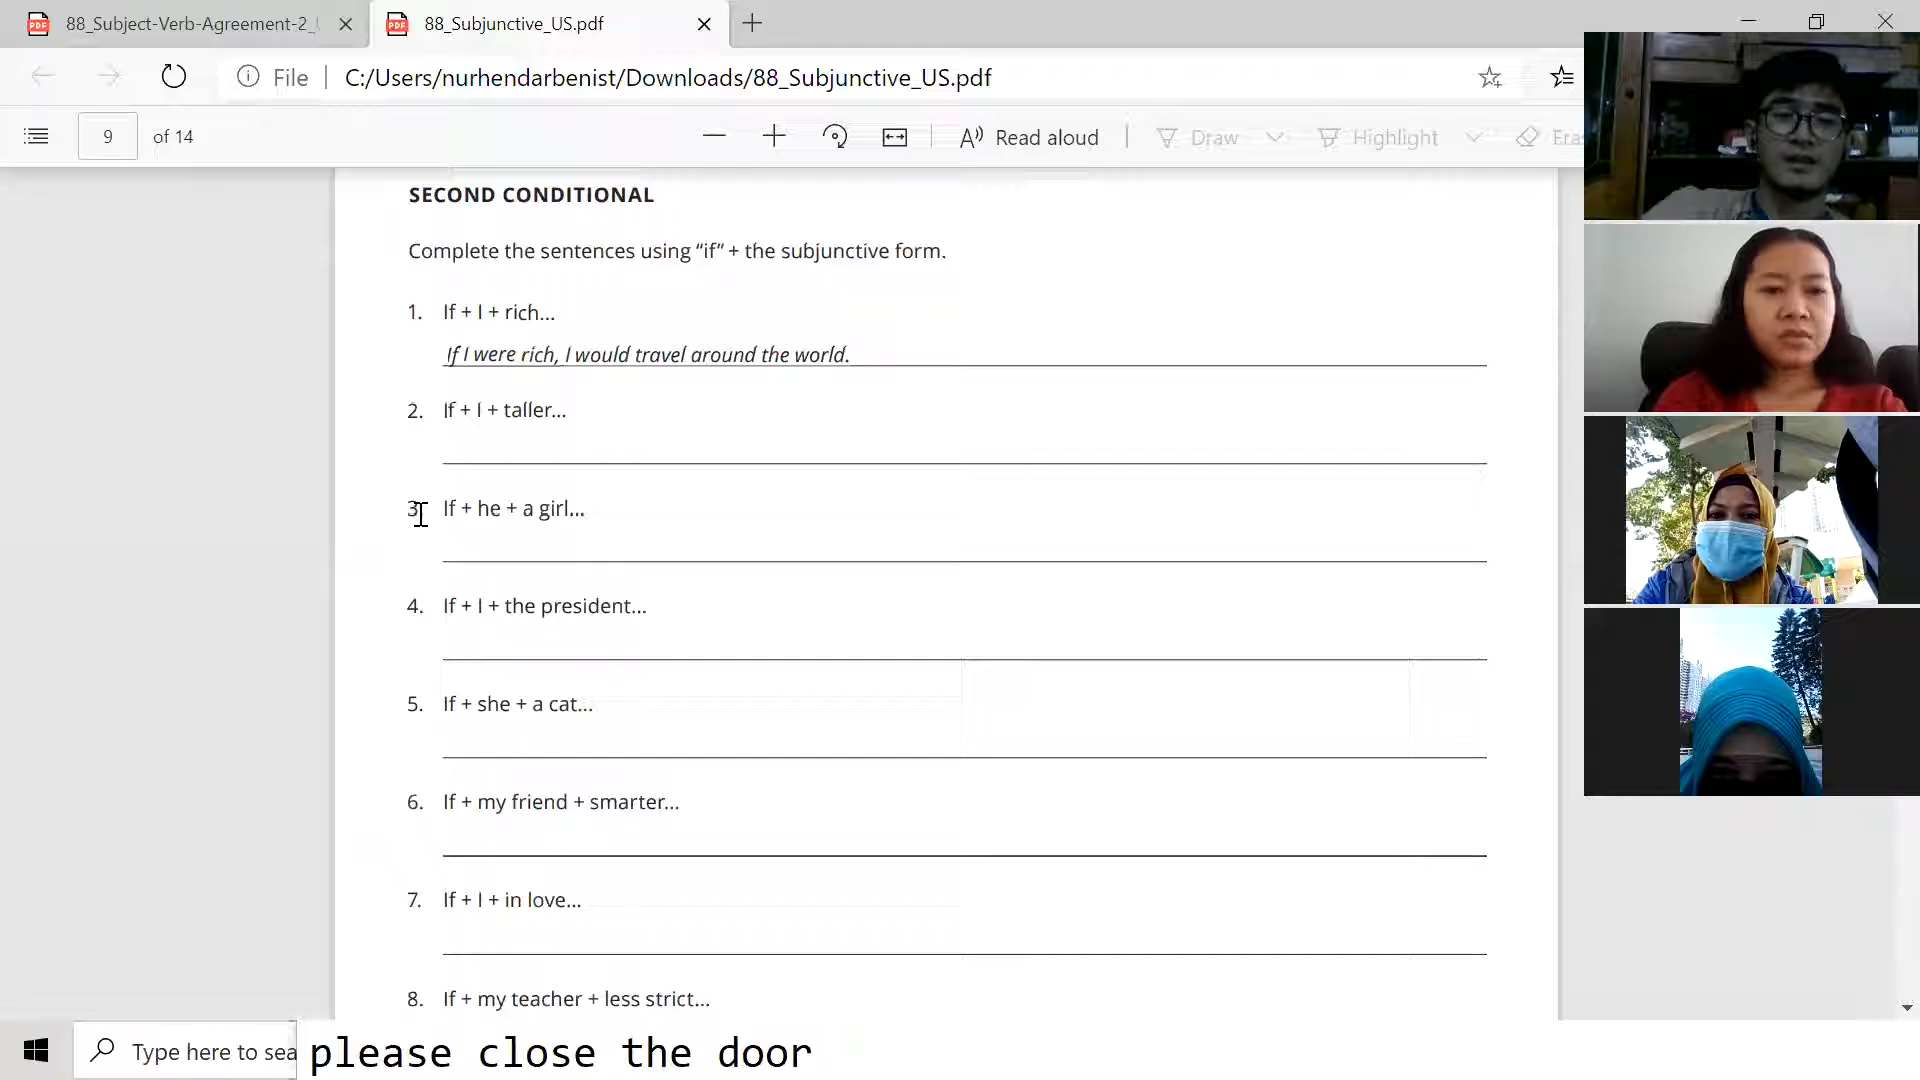 88_Subject-Verb-Agreement-2_
88_Subjunctive_US.pdf
File
C:/Users/nurhendarbenist/Downloads/88_Subjunctive_US.pdf
9 of 14
Read aloud
Draw
Highlight
Era
SECOND CONDITIONAL
Complete the sentences using “if” + the subjunctive form.
1. If + I + rich...
If I were rich, I would travel around the world.
2. If + I + taller...
3. If + he + a girl...
4. If + I + the president...
5. If + she + a cat...
6. If + my friend + smarter...
7. If + I + in love...
8. If + my teacher + less strict...
Type here to sea
please close the door